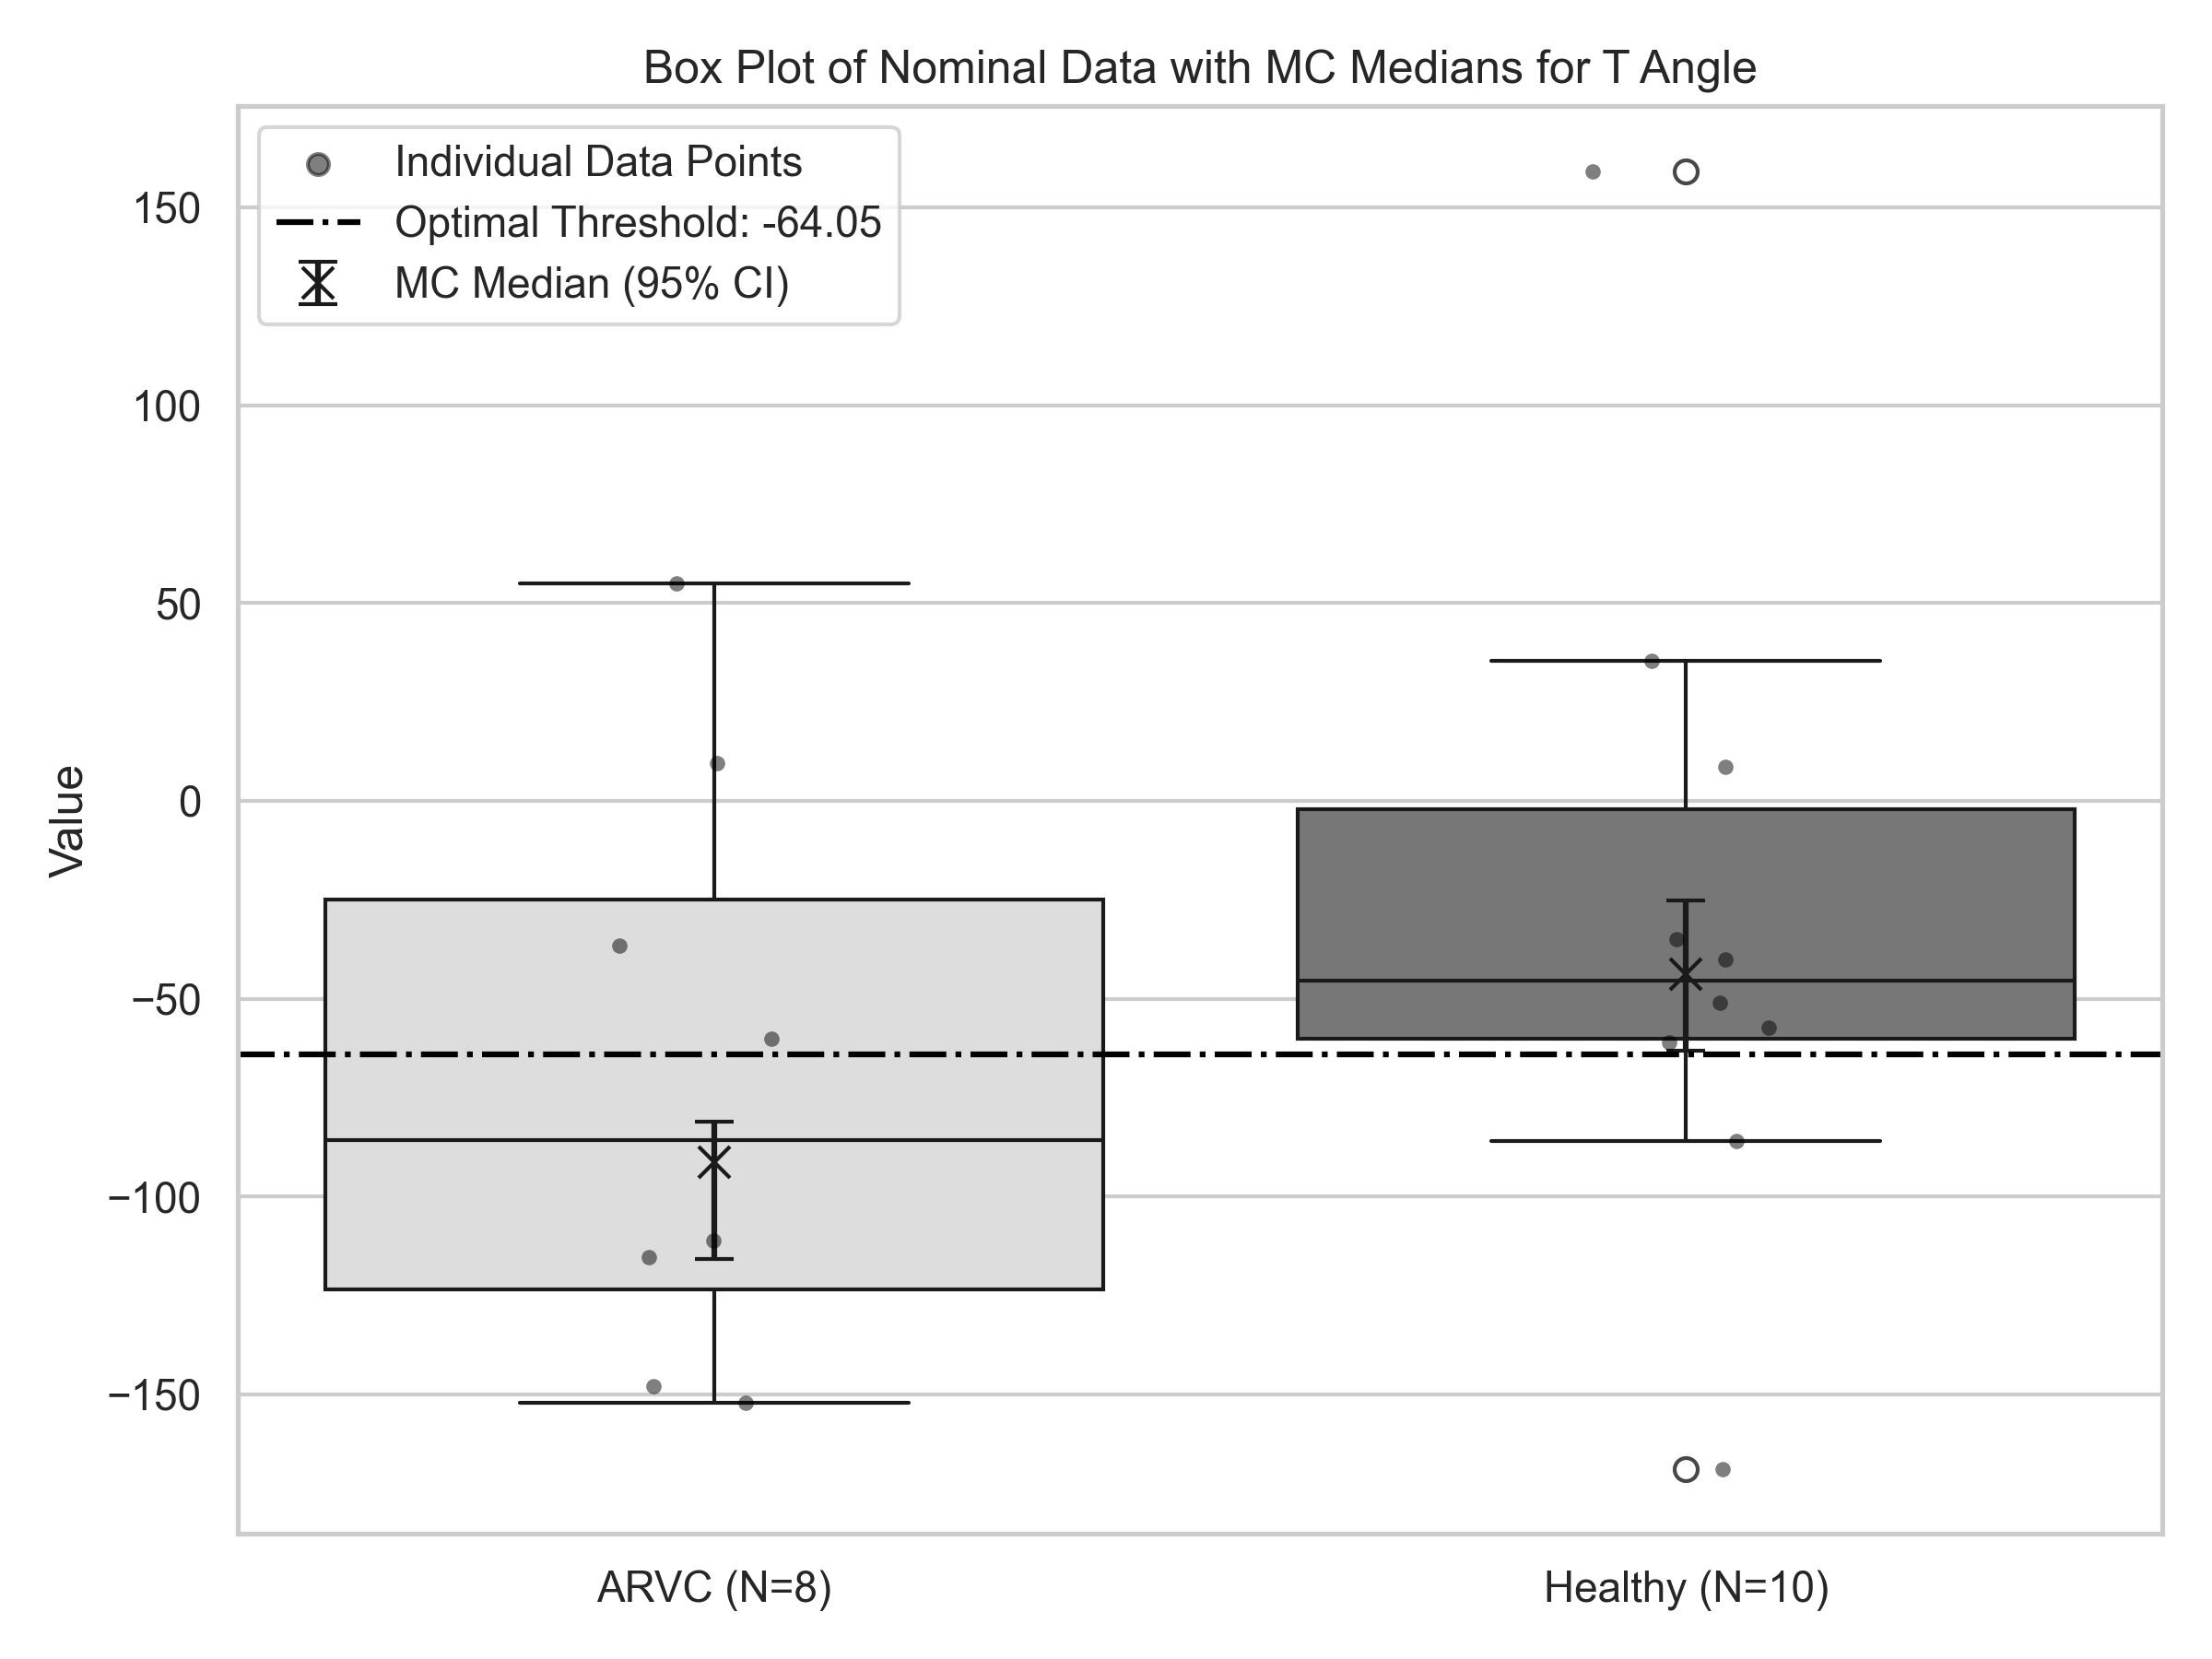 Box Plot of Nominal Data with MC Medians for T Angle
Individual Data Points
Optimal Threshold: -64.05
MC Median (95% CI)
150
100
50
0
−50
−100
−150
Value
ARVC (N=8)
Healthy (N=10)